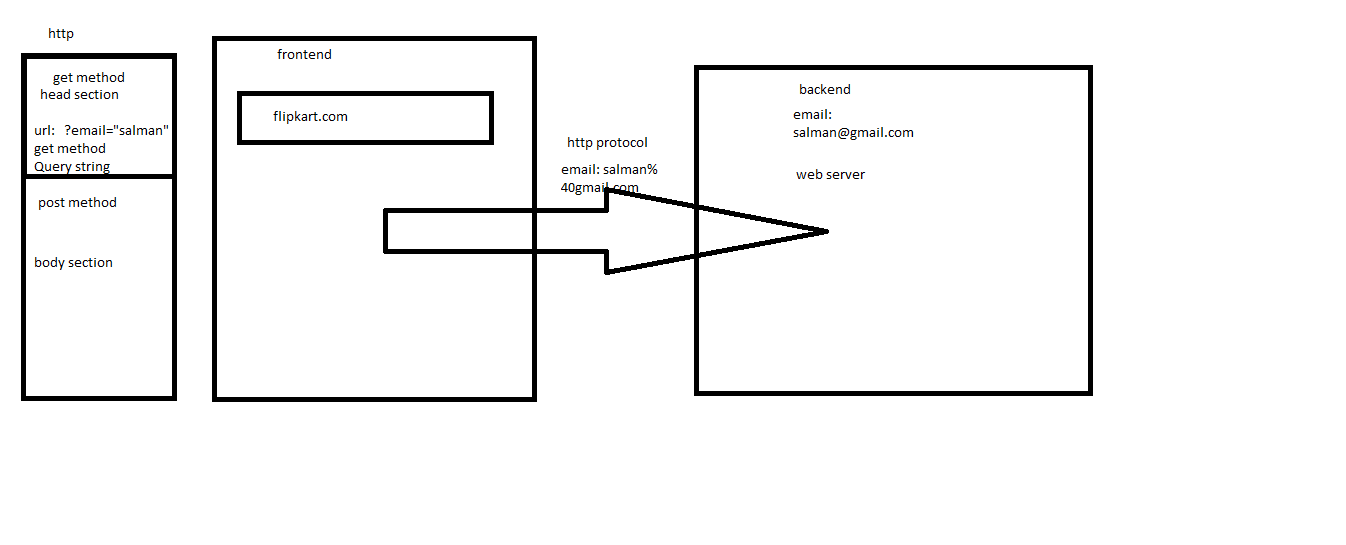 http
get method
head section
url: ?email="salman"
get method
Query string
post method
body section
frontend
flipkart.com
http protocol
email: salman%
40gmail.com
backend
email:
salman@gmail.com
web server